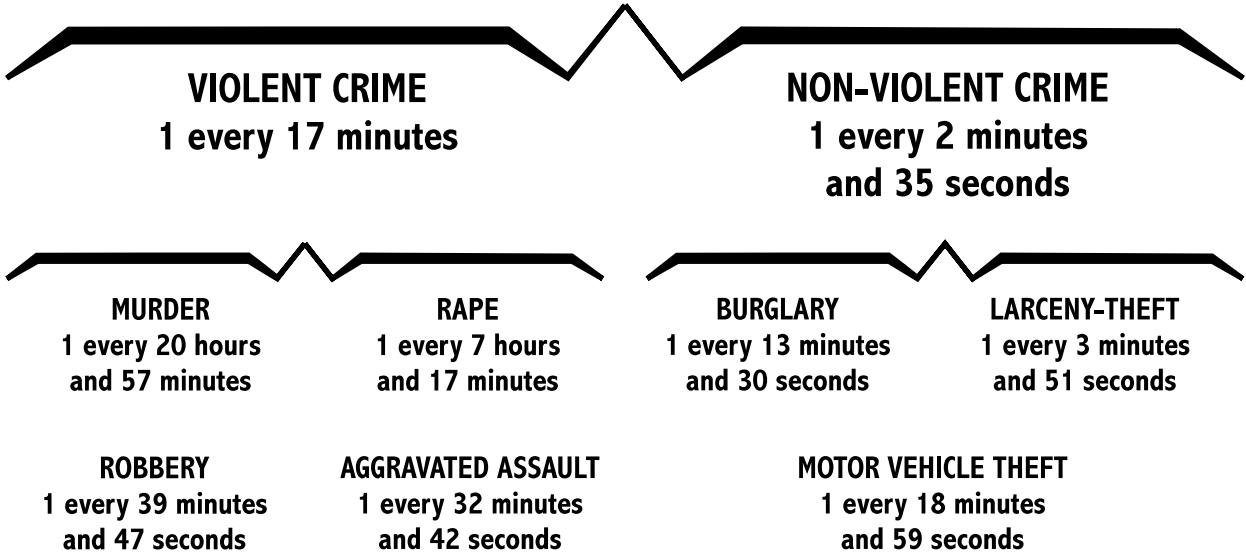 VIOLENT CRIME
1 every 17 minutes
NON-VIOLENT CRIME
1 every 2 minutes
and 35 seconds
MURDER
1 every 20 hours
and 57 minutes
RAPE
1 every 7 hours
and 17 minutes
BURGLARY
1 every 13 minutes
and 30 seconds
LARCENY-THEFT
1 every 3 minutes
and 51 seconds
ROBBERY
1 every 39 minutes
and 47 seconds
AGGRAVATED ASSAULT
1 every 32 minutes
and 42 seconds
MOTOR VEHICLE THEFT
1 every 18 minutes
and 59 seconds